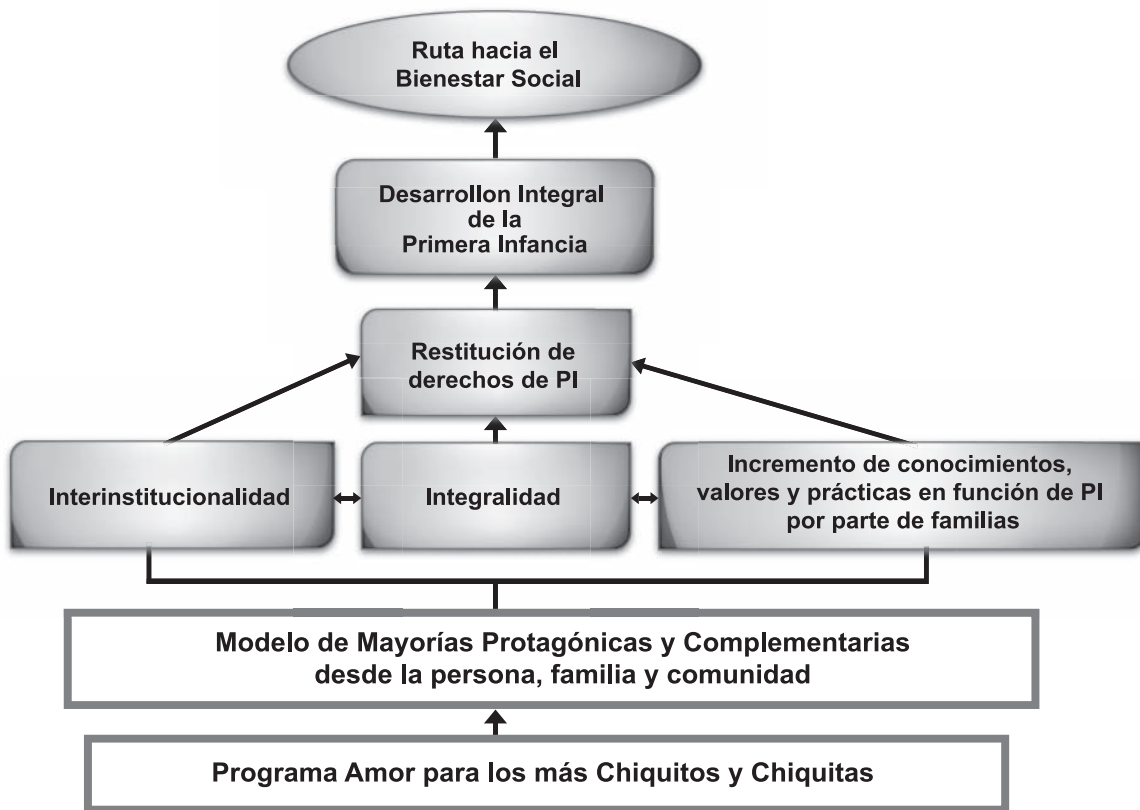 Ruta hacia el
Bienestar Social
Desarrollon Integral
de la
Primera Infancia
Restitución de
derechos de PI
Interinstitucionalidad
Integralidad
Incremento de conocimientos,
valores y prácticas en función de PI
por parte de familias
Modelo de Mayorías Protagónicas y Complementarias
desde la persona, familia y comunidad
Programa Amor para los más Chiquitos y Chiquitas